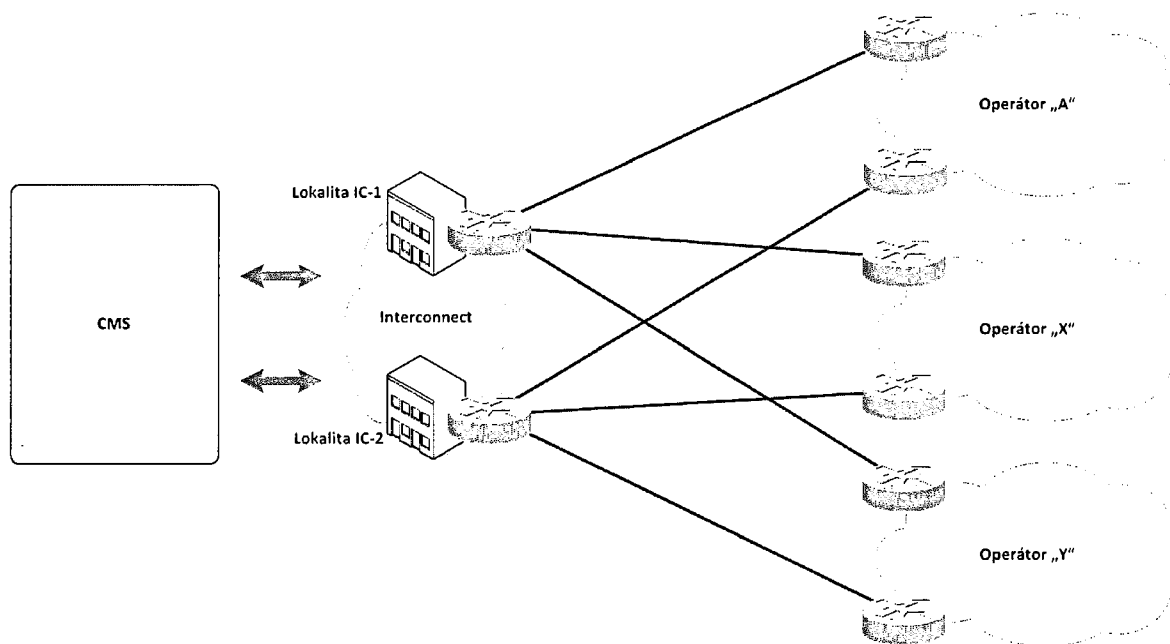 Operátor „A“
Lokalita IC-1
CMS
Interconnect
Operátor „X“
Lokalita IC-2
Operátor „Y“